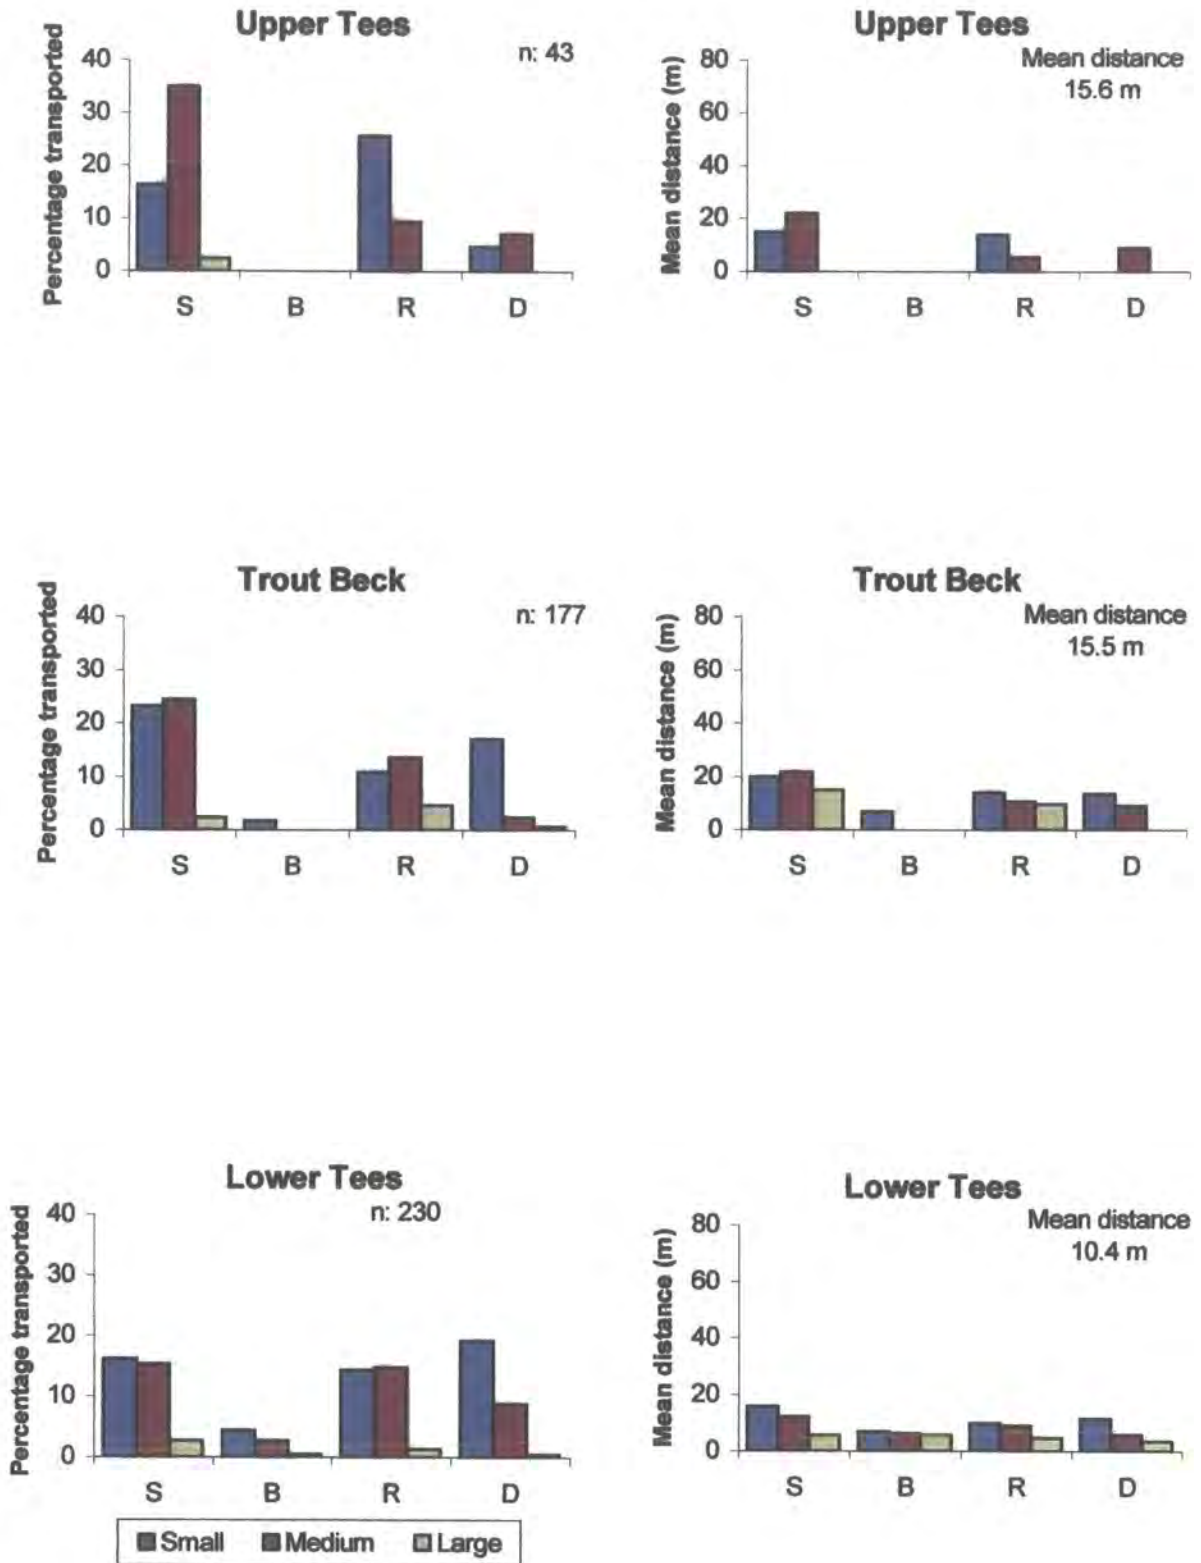 Upper Tees
n: 43
Percentage transported
40
30
20
10
0
S B R D
Upper Tees
Mean distance
15.6 m
Mean distance (m)
80
60
40
20
0
S B R D
Trout Beck
n: 177
Percentage transported
40
30
20
10
0
S B R D
Trout Beck
Mean distance
15.5 m
Mean distance (m)
80
60
40
20
0
S B R D
Lower Tees
n: 230
Percentage transported
40
30
20
10
0
S B R D
Small Medium Large
Lower Tees
Mean distance
10.4 m
Mean distance (m)
80
60
40
20
0
S B R D